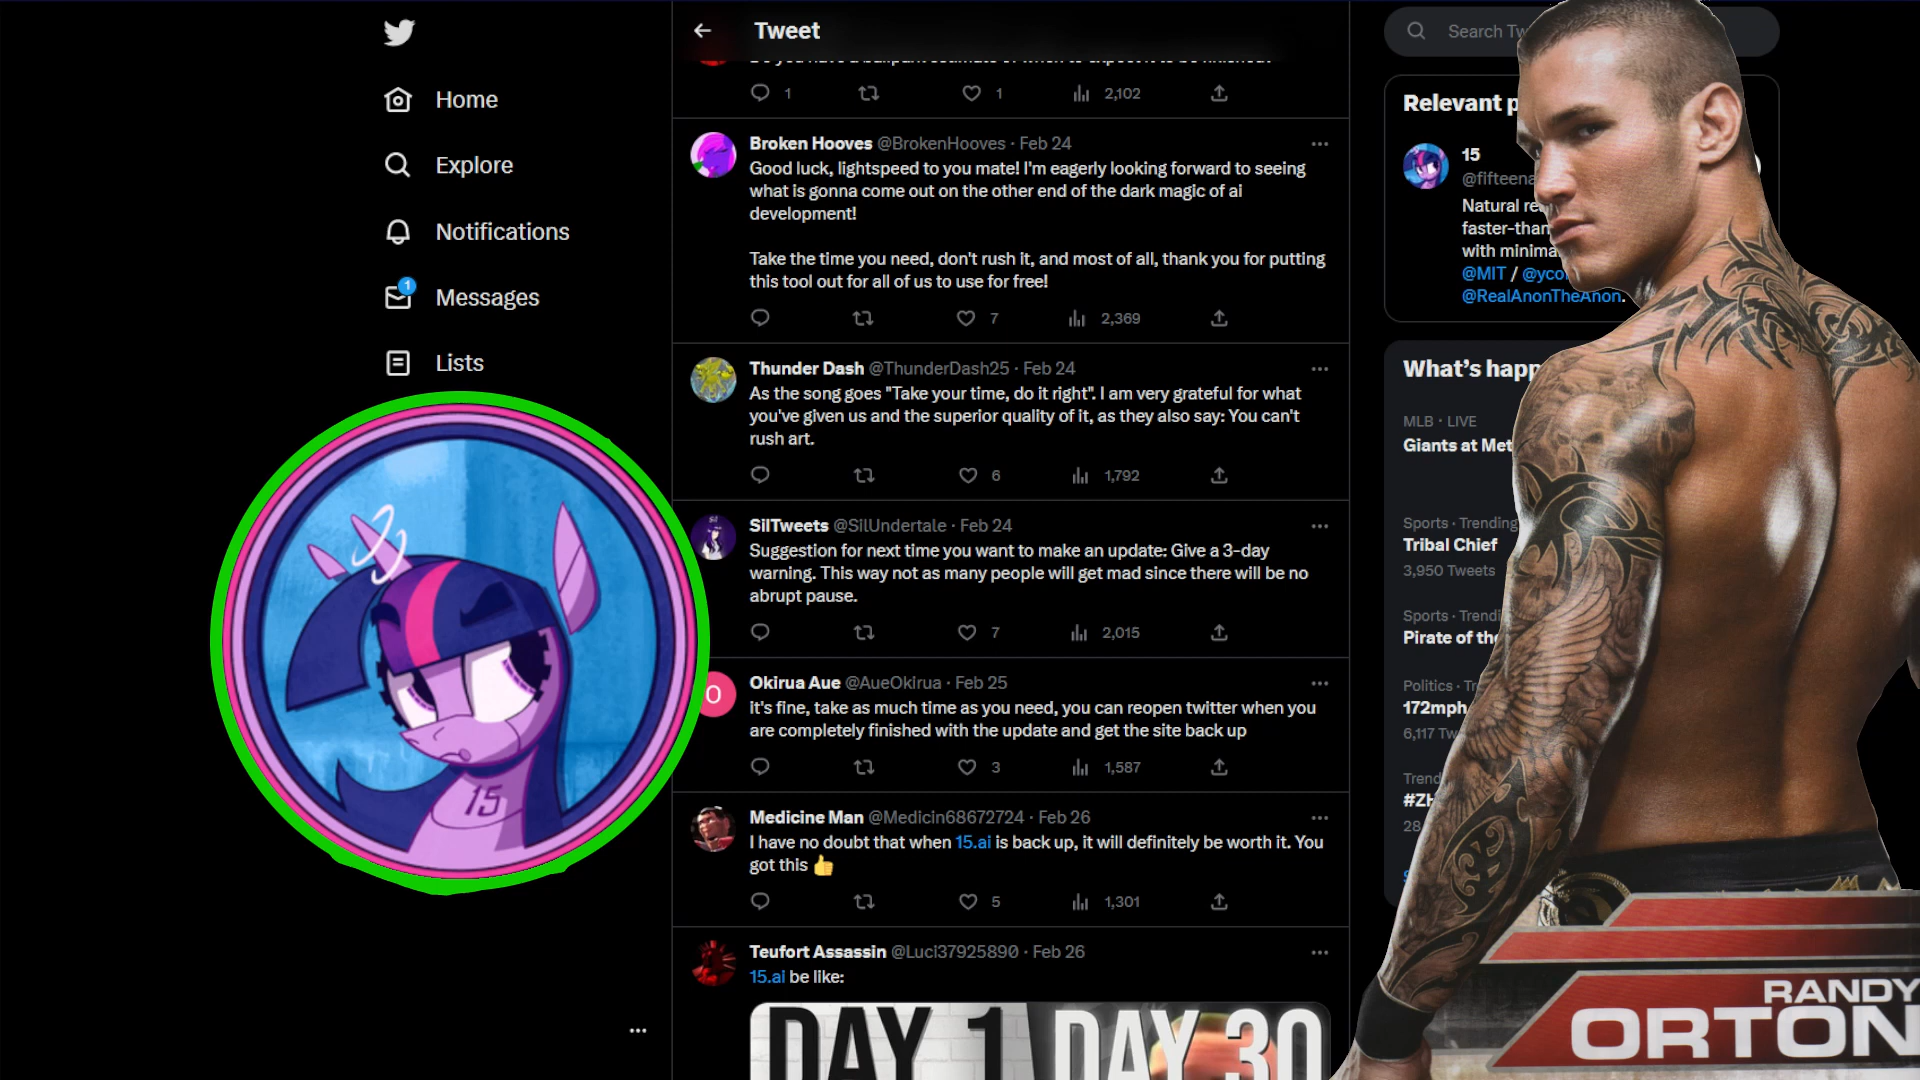 Home
Explore
Notifications
Messages
1
Lists
15
Tweet
1
1
2,102
Broken Hooves @BrokenHooves · Feb 24
Good luck, lightspeed to you mate! I'm eagerly looking forward to seeing
what is gonna come out on the other end of the dark magic of ai
development!
Take the time you need, don't rush it, and most of all, thank you for putting
this tool out for all of us to use for free!
7
2,369
Thunder Dash @ThunderDash25 · Feb 24
As the song goes "Take your time, do it right". I am very grateful for what
you've given us and the superior quality of it, as they also say: You can't
rush art.
6
1,792
SilTweets @SilUndertale · Feb 24
Suggestion for next time you want to make an update: Give a 3-day
warning. This way not as many people will get mad since there will be no
abrupt pause.
7
2,015
O
Okirua Aue @AueOkirua · Feb 25
it's fine, take as much time as you need, you can reopen twitter when you
are completely finished with the update and get the site back up
3
1,587
Medicine Man @Medicin68672724 · Feb 26
I have no doubt that when 15.ai is back up, it will definitely be worth it. You
got this 👍
5
1,301
Teufort Assassin @Luci37925890 · Feb 26
15.ai be like:
DAY 1 DAY 30
Search Tw
Relevant p
15
@fifteena
Natural rea
faster-than
with minima
@MIT / @yco
@RealAnonTheAnon.
What's happ
MLB · LIVE
Giants at Met
Sports · Trending
Tribal Chief
3,950 Tweets
Sports · Trendi
Pirate of the
Politics · Tr
172mph
6,117 Tw
Trend
#ZH
28
RANDY
ORTON